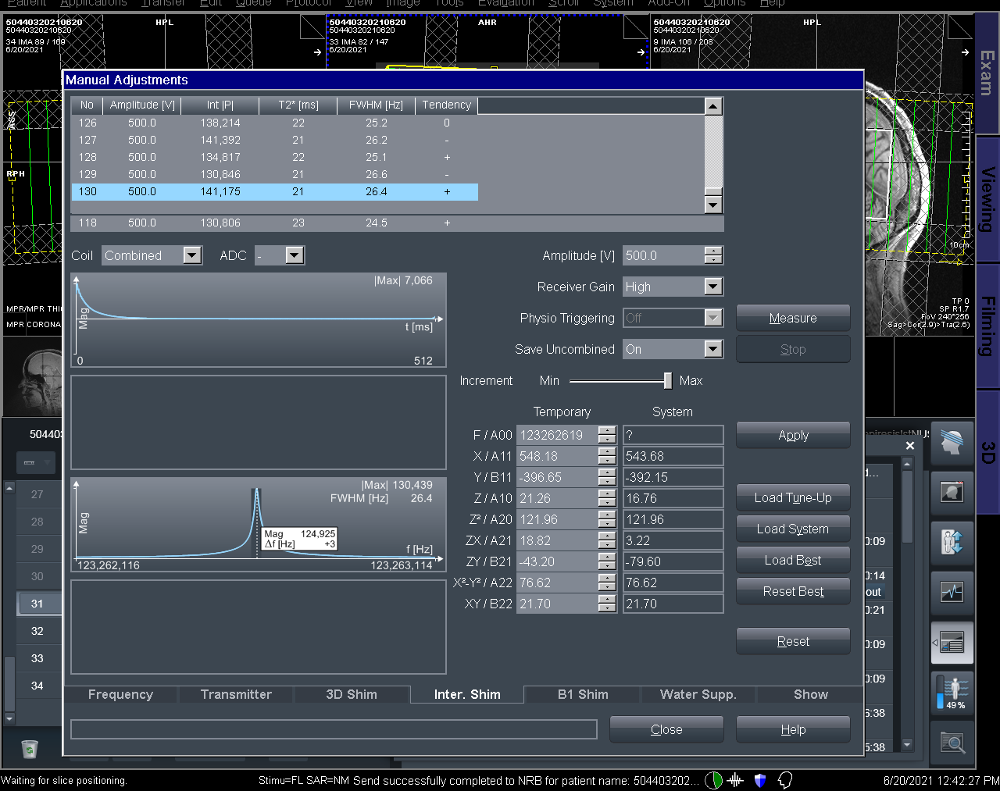 Patient Applications Transfer Edit Queue Protocol View Image Tools Evaluation Scroll System Add-On Options Help
50440320210620
50440320210620
34 IMA 89 / 169
6/20/2021
HPL
50440320210620
50440320210620
33 IMA 82 / 147
6/20/2021
AHR
50440320210620
50440320210620
9 IMA 106 / 208
6/20/2021
HPL
Exam
Viewing
Filming
3D
Manual Adjustments
No Amplitude [V] Int |P| T2* [ms] FWHM [Hz] Tendency
126 500.0 138,214 22 25.2 0
127 500.0 141,392 21 26.2 -
128 500.0 134,817 22 25.1 +
129 500.0 130,846 21 26.6 -
130 500.0 141,175 21 26.4 +
118 500.0 130,806 23 24.5 +
RPH
Coil Combined ADC -
Amplitude [V] 500.0
Receiver Gain High
Physio Triggering Off
Save Uncombined On
Increment Min Max
Measure
Stop
|Max| 7,066
Mag
t [ms]
0 512
MPR/MPR THI
MPR CORONA
10cm
TP 0
SP R1.7
FoV 240*256
Sag>Cor(2.9)>Tra(2.6)
Temporary System
F / A00 123262619 ?
X / A11 548.18 543.68
Y / B11 -396.65 -392.15
Z / A10 21.26 16.76
Z² / A20 121.96 121.96
ZX / A21 18.82 3.22
ZY / B21 -43.20 -79.60
X²-Y² / A22 76.62 76.62
XY / B22 21.70 21.70
Apply
Load Tune-Up
Load System
Load Best
Reset Best
Reset
|Max| 130,439
FWHM [Hz] 26.4
Mag
Mag 124,925
Δf [Hz] +3
f [Hz]
123,262,116 123,263,114
50440
27
28
29
30
31
32
33
34
d...
0:09
0:14
out
0:21
0:09
0:09
6:38
5:38
49 %
Frequency Transmitter 3D Shim Inter. Shim B1 Shim Water Supp. Show
Close Help
Waiting for slice positioning.
Stimu=FL SAR=NM Send successfully completed to NRB for patient name: 504403202...
6/20/2021 12:42:27 PM